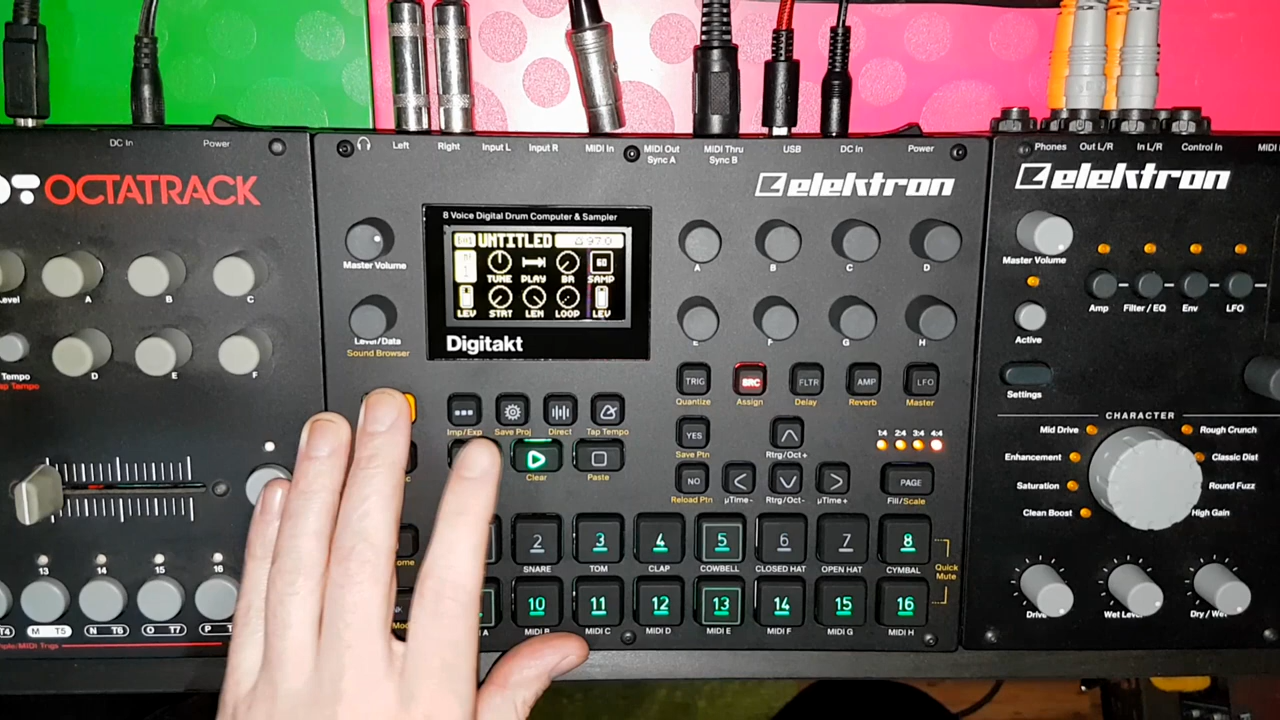 DC In
Power
OCTATRACK
A
B
C
D
E
F
Tempo
13
14
15
16
T4
M T5
N T6
O T7
P
Left
Right
Input L
Input R
MIDI In
MIDI Out
Sync A
MIDI Thru
Sync B
USB
DC In
Power
elektron
8 Voice Digital Drum Computer & Sampler
UNTITLED
97.0
1
TUNE
PLAY
BR
SAMP
LEV
STRT
LEN
LOOP
LEV
Digitakt
Master Volume
Level/Data
Sound Browser
A
B
C
D
E
F
G
H
TRIG
SRC
FLTR
AMP
LFO
Quantize
Assign
Delay
Reverb
Master
Imp/Exp
Save Proj
Direct
Tap Tempo
Clear
Paste
YES
Save Ptn
Rtrg/Oct+
NO
Reload Ptn
µTime-
Rtrg/Oct-
µTime+
1:4
2:4
3:4
4:4
PAGE
Fill/Scale
2
3
4
5
6
7
8
SNARE
TOM
CLAP
COWBELL
CLOSED HAT
OPEN HAT
CYMBAL
Quick
Mute
10
11
12
13
14
15
16
MIDI B
MIDI C
MIDI D
MIDI E
MIDI F
MIDI G
MIDI H
Phones
Out L/R
In L/R
Control In
elektron
Master Volume
Amp
Filter / EQ
Env
LFO
Active
Settings
CHARACTER
Mid Drive
Rough Crunch
Enhancement
Classic Dist
Saturation
Round Fuzz
Clean Boost
High Gain
Drive
Wet Level
Dry / Wet